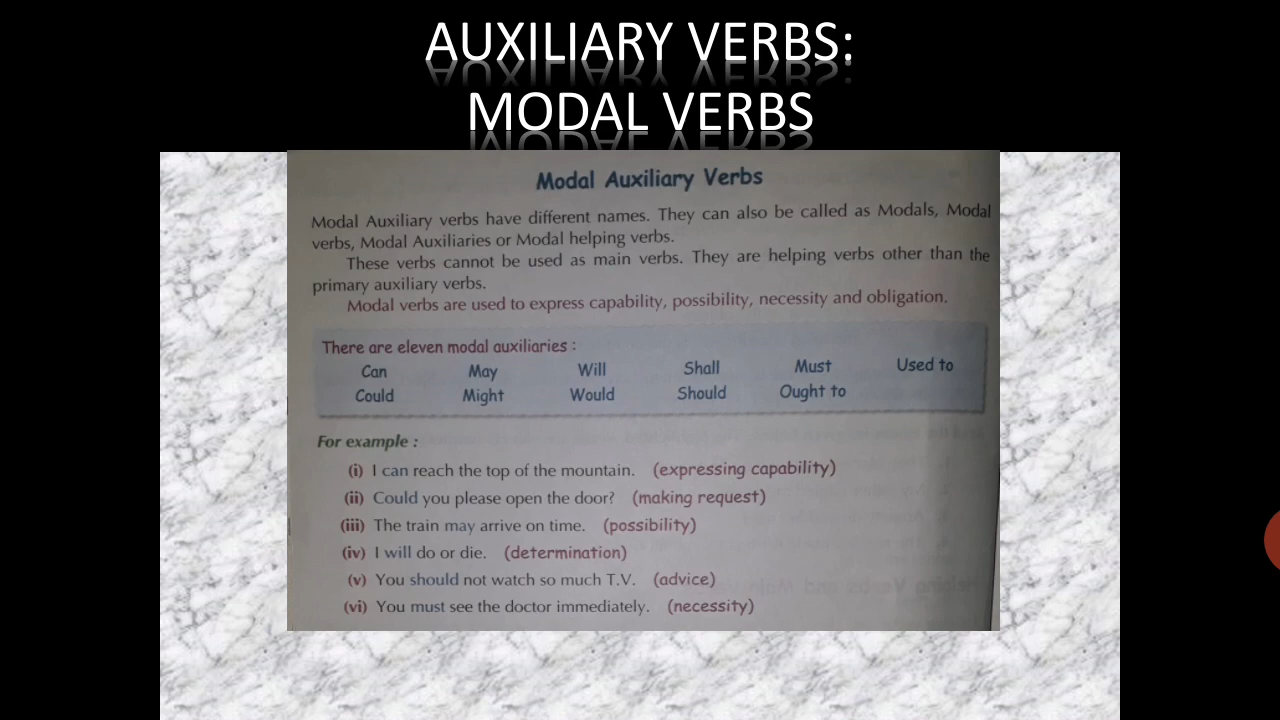 AUXILIARY VERBS:
MODAL VERBS
Modal Auxiliary Verbs
Modal Auxiliary verbs have different names. They can also be called as Modals, Modal
verbs, Modal Auxiliaries or Modal helping verbs.
These verbs cannot be used as main verbs. They are helping verbs other than the
primary auxiliary verbs.
Modal verbs are used to express capability, possibility, necessity and obligation.
There are eleven modal auxiliaries :
Can May Will Shall Must Used to
Could Might Would Should Ought to
For example :
(i) I can reach the top of the mountain. (expressing capability)
(ii) Could you please open the door? (making request)
(iii) The train may arrive on time. (possibility)
(iv) I will do or die. (determination)
(v) You should not watch so much T.V. (advice)
(vi) You must see the doctor immediately. (necessity)